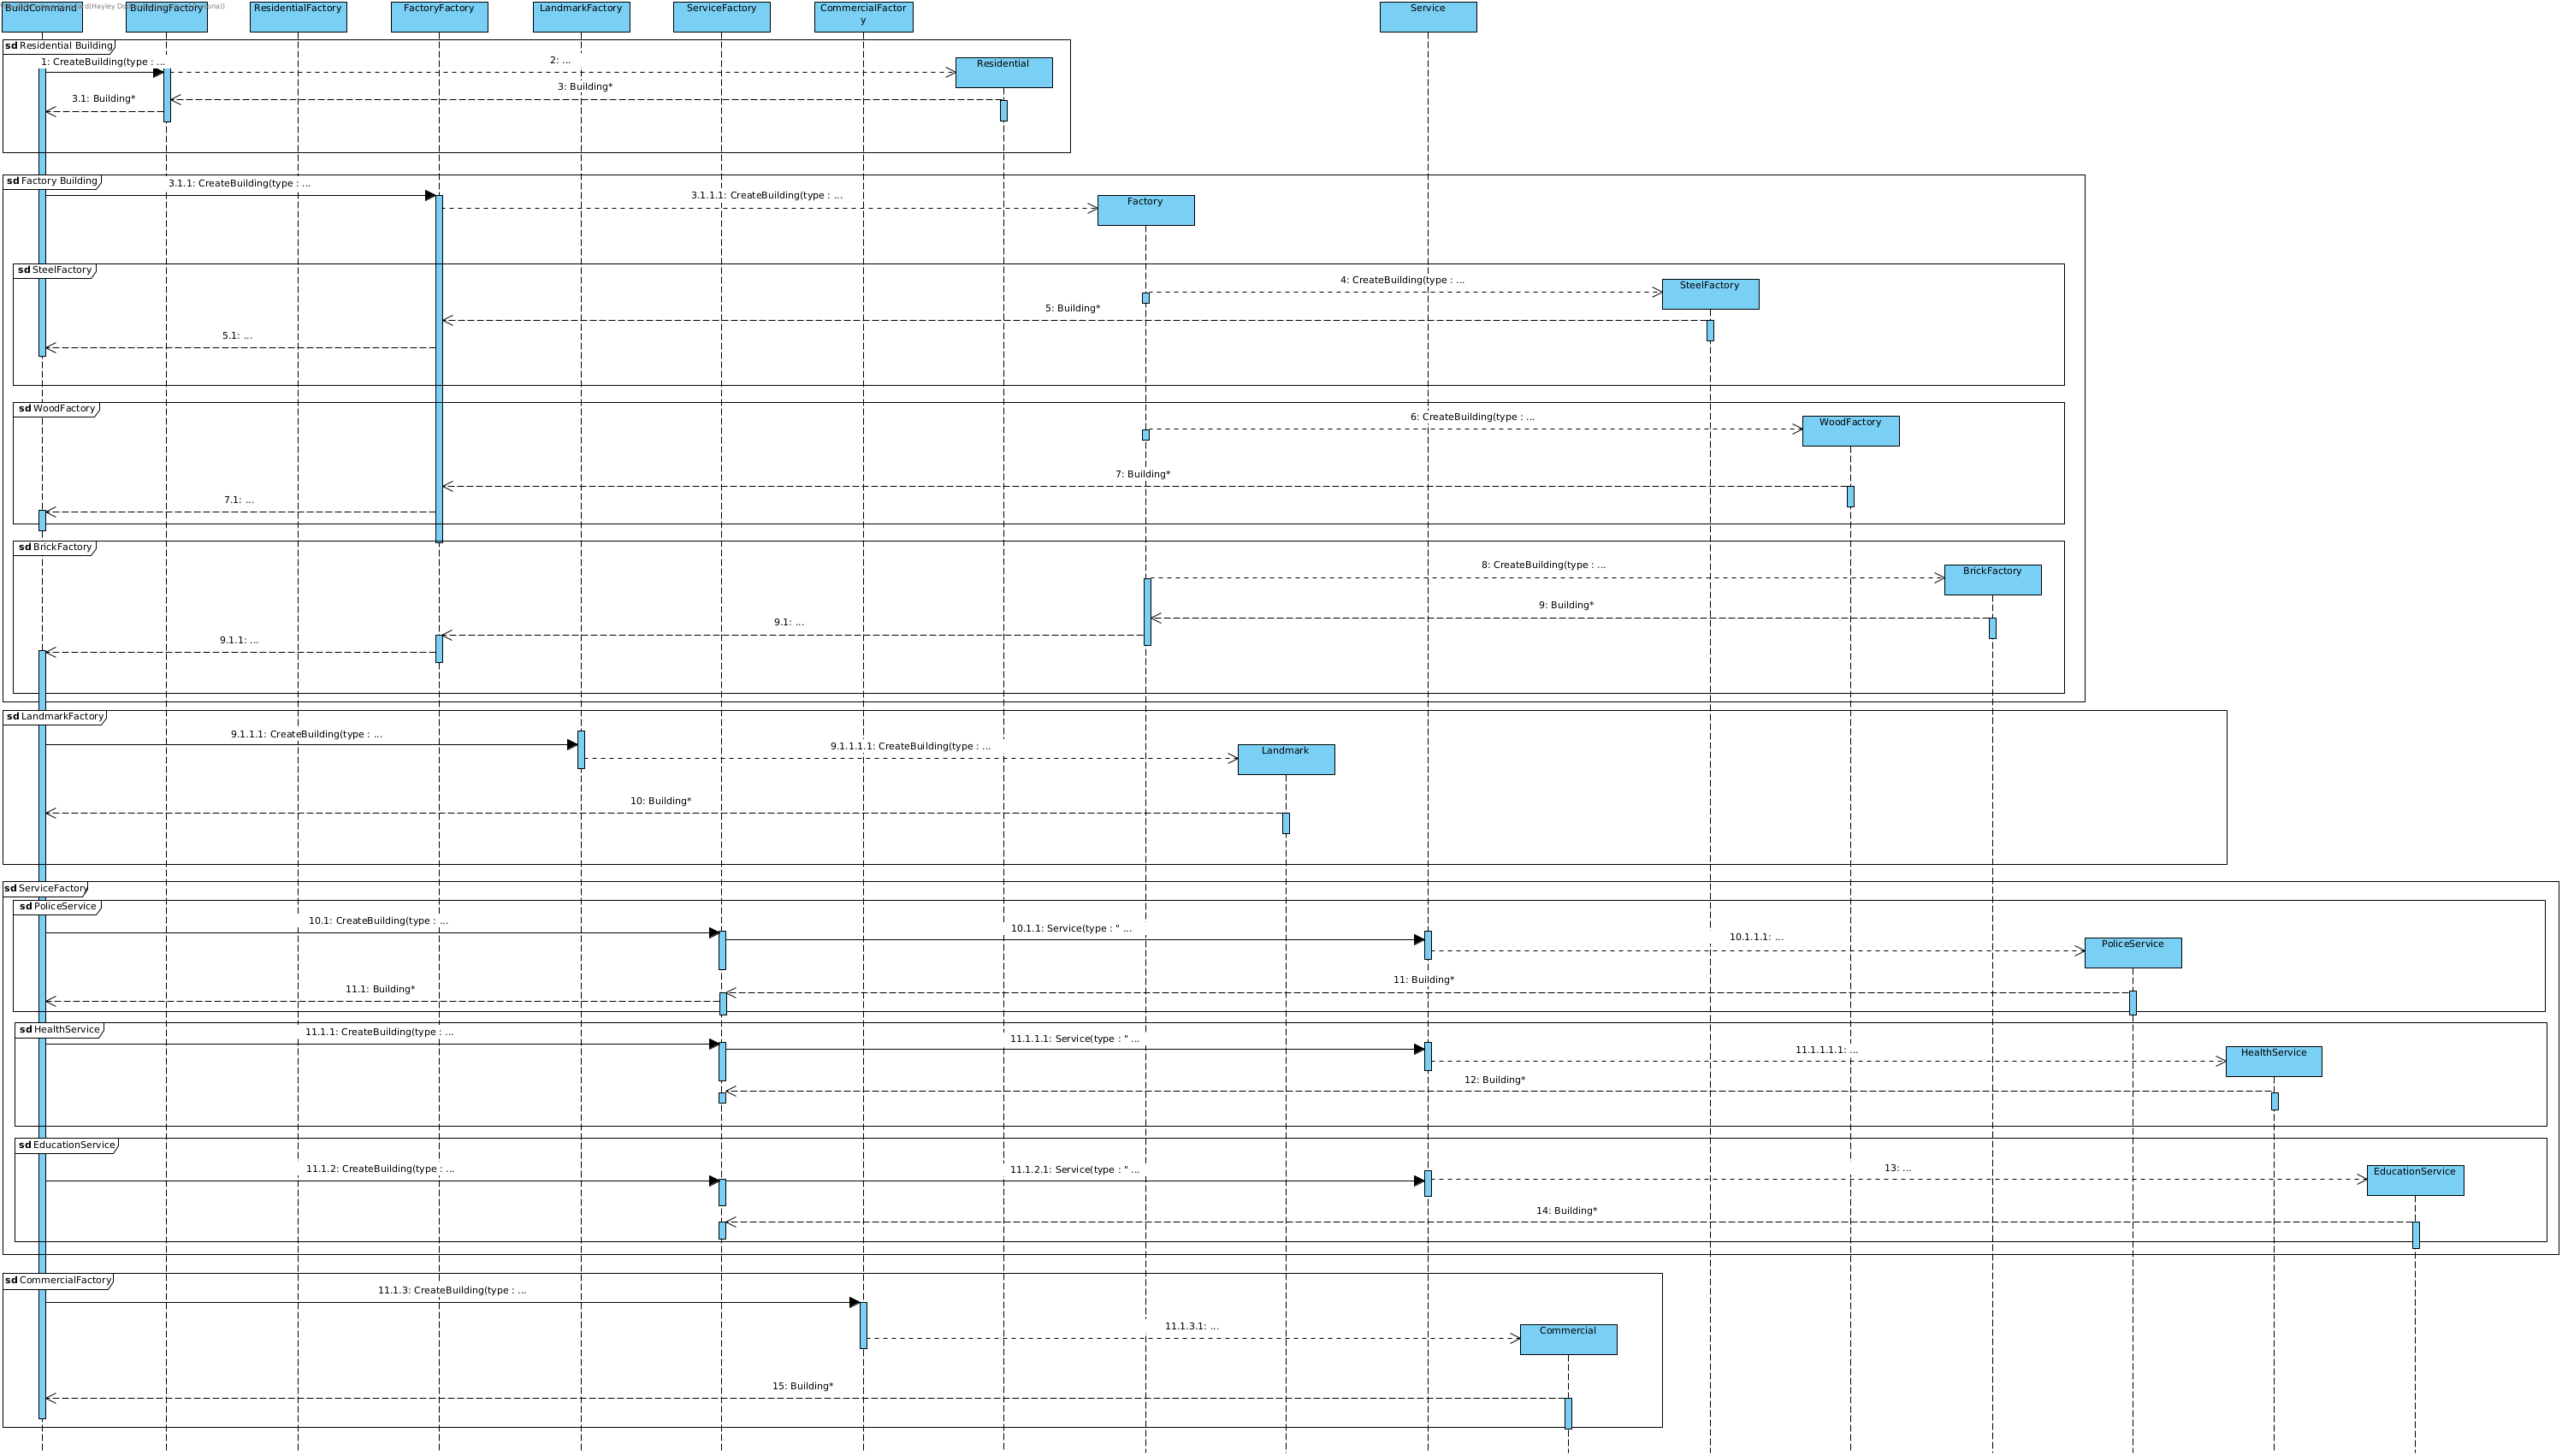 BuildCommand
BuildingFactory
ResidentialFactory
FactoryFactory
LandmarkFactory
ServiceFactory
CommercialFactor
y
Service
sd Residential Building
1: CreateBuilding(type : ...
2: ...
Residential
3: Building*
3.1: Building*
sd Factory Building
3.1.1: CreateBuilding(type : ...
3.1.1.1: CreateBuilding(type : ...
Factory
sd SteelFactory
4: CreateBuilding(type : ...
SteelFactory
5: Building*
5.1: ...
sd WoodFactory
6: CreateBuilding(type : ...
WoodFactory
7: Building*
7.1: ...
sd BrickFactory
8: CreateBuilding(type : ...
BrickFactory
9: Building*
9.1: ...
9.1.1: ...
sd LandmarkFactory
9.1.1.1: CreateBuilding(type : ...
9.1.1.1.1: CreateBuilding(type : ...
Landmark
10: Building*
sd ServiceFactory
sd PoliceService
10.1: CreateBuilding(type : ...
10.1.1: Service(type : " ...
10.1.1.1: ...
PoliceService
11: Building*
11.1: Building*
sd HealthService
11.1.1: CreateBuilding(type : ...
11.1.1.1: Service(type : " ...
11.1.1.1.1: ...
HealthService
12: Building*
sd EducationService
11.1.2: CreateBuilding(type : ...
11.1.2.1: Service(type : " ...
13: ...
EducationService
14: Building*
sd CommercialFactory
11.1.3: CreateBuilding(type : ...
11.1.3.1: ...
Commercial
15: Building*